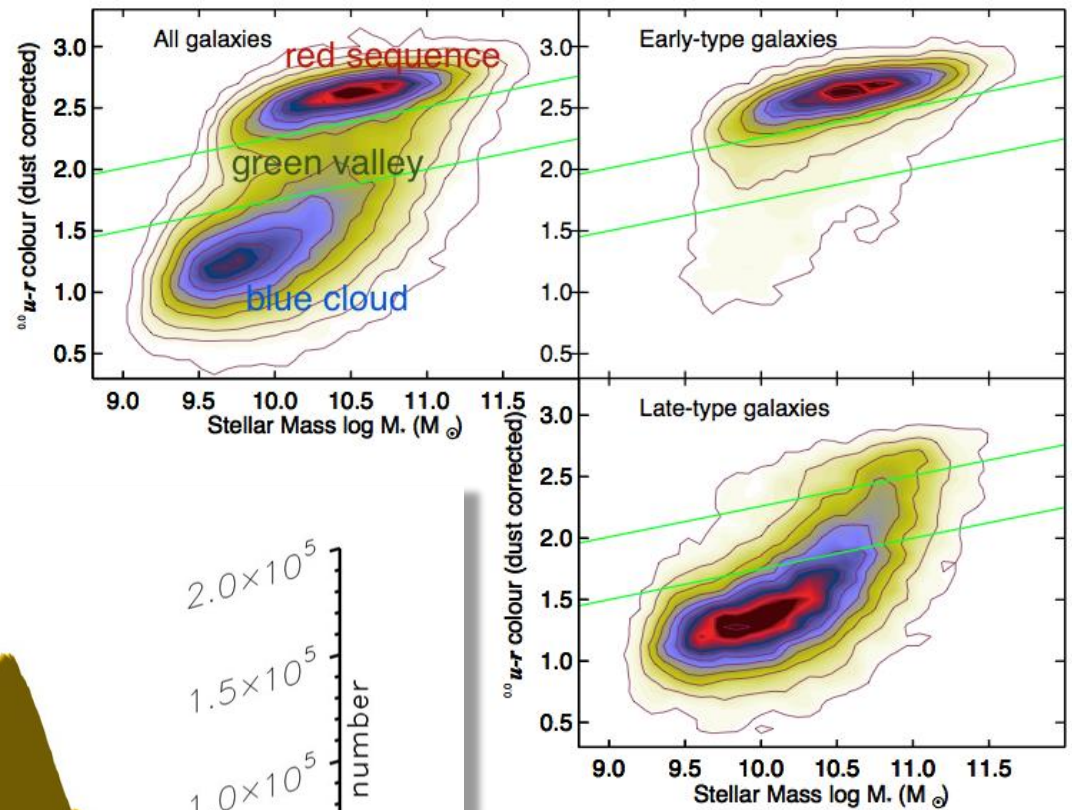 All galaxies
red sequence
green valley
blue cloud
0.0 u-r colour (dust corrected)
3.0
2.5
2.0
1.5
1.0
0.5
9.0 9.5 10.0 10.5 11.0 11.5
Stellar Mass log M* (M⊙)
Early-type galaxies
3.0
2.5
2.0
1.5
1.0
0.5
Late-type galaxies
0.0 u-r colour (dust corrected)
3.0
2.5
2.0
1.5
1.0
0.5
9.0 9.5 10.0 10.5 11.0 11.5
Stellar Mass log M* (M⊙)
2.0×10^5
1.5×10^5
1.0×10^5
number